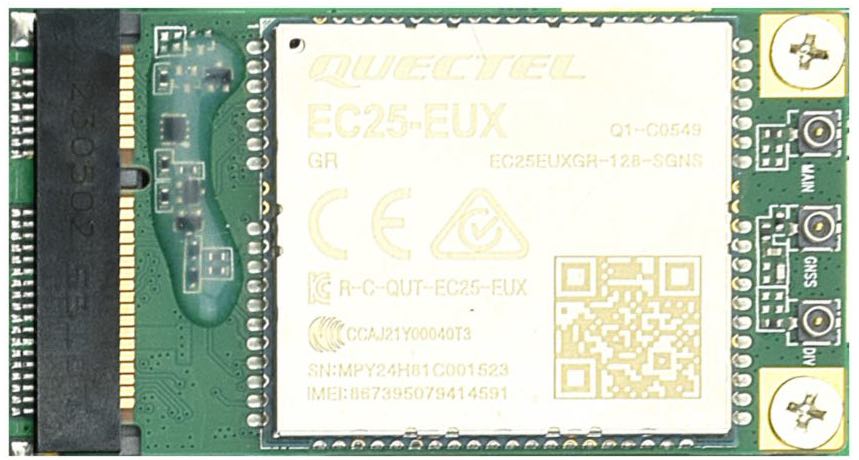 QUECTEL
EC25-EUX
Q1-C0549
GR
EC25EUXGR-128-SGNS
R-C-QUT-EC25-EUX
CCAJ21Y00040T3
SN:MPY24H81C001523
IMEI:867395079414591
MAIN
GNSS
DIV
230302